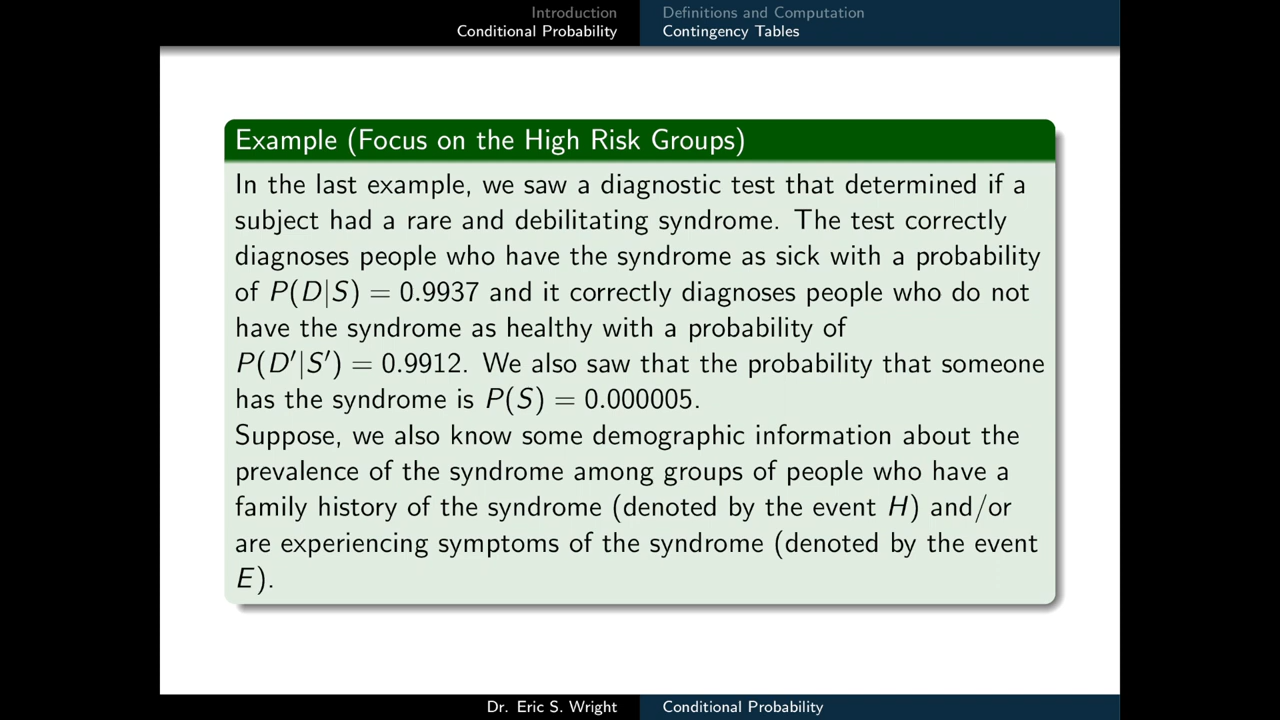 Introduction
Conditional Probability
Definitions and Computation
Contingency Tables
Example (Focus on the High Risk Groups)
In the last example, we saw a diagnostic test that determined if a
subject had a rare and debilitating syndrome. The test correctly
diagnoses people who have the syndrome as sick with a probability
of P(D|S) = 0.9937 and it correctly diagnoses people who do not
have the syndrome as healthy with a probability of
P(D′|S′) = 0.9912. We also saw that the probability that someone
has the syndrome is P(S) = 0.000005.
Suppose, we also know some demographic information about the
prevalence of the syndrome among groups of people who have a
family history of the syndrome (denoted by the event H) and/or
are experiencing symptoms of the syndrome (denoted by the event
E).
Dr. Eric S. Wright
Conditional Probability